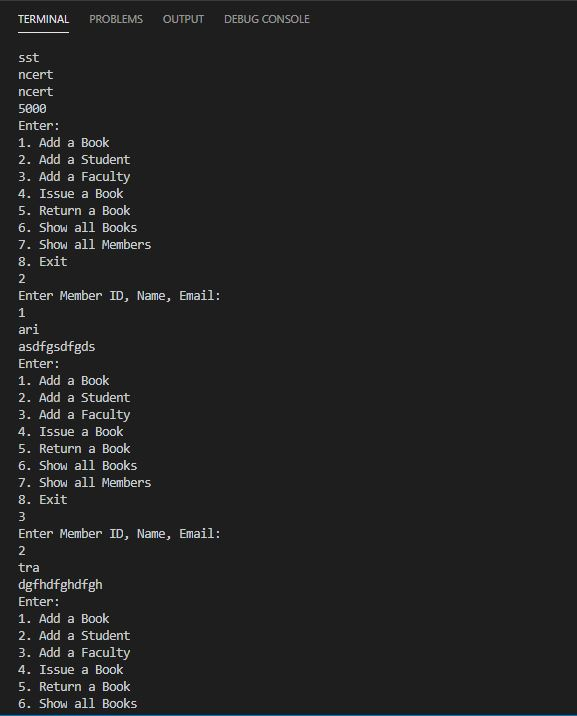 TERMINAL PROBLEMS OUTPUT DEBUG CONSOLE
sst
ncert
ncert
5000
Enter:
1. Add a Book
2. Add a Student
3. Add a Faculty
4. Issue a Book
5. Return a Book
6. Show all Books
7. Show all Members
8. Exit
2
Enter Member ID, Name, Email:
1
ari
asdfgsdfgds
Enter:
1. Add a Book
2. Add a Student
3. Add a Faculty
4. Issue a Book
5. Return a Book
6. Show all Books
7. Show all Members
8. Exit
3
Enter Member ID, Name, Email:
2
tra
dgfhdfghdfgh
Enter:
1. Add a Book
2. Add a Student
3. Add a Faculty
4. Issue a Book
5. Return a Book
6. Show all Books